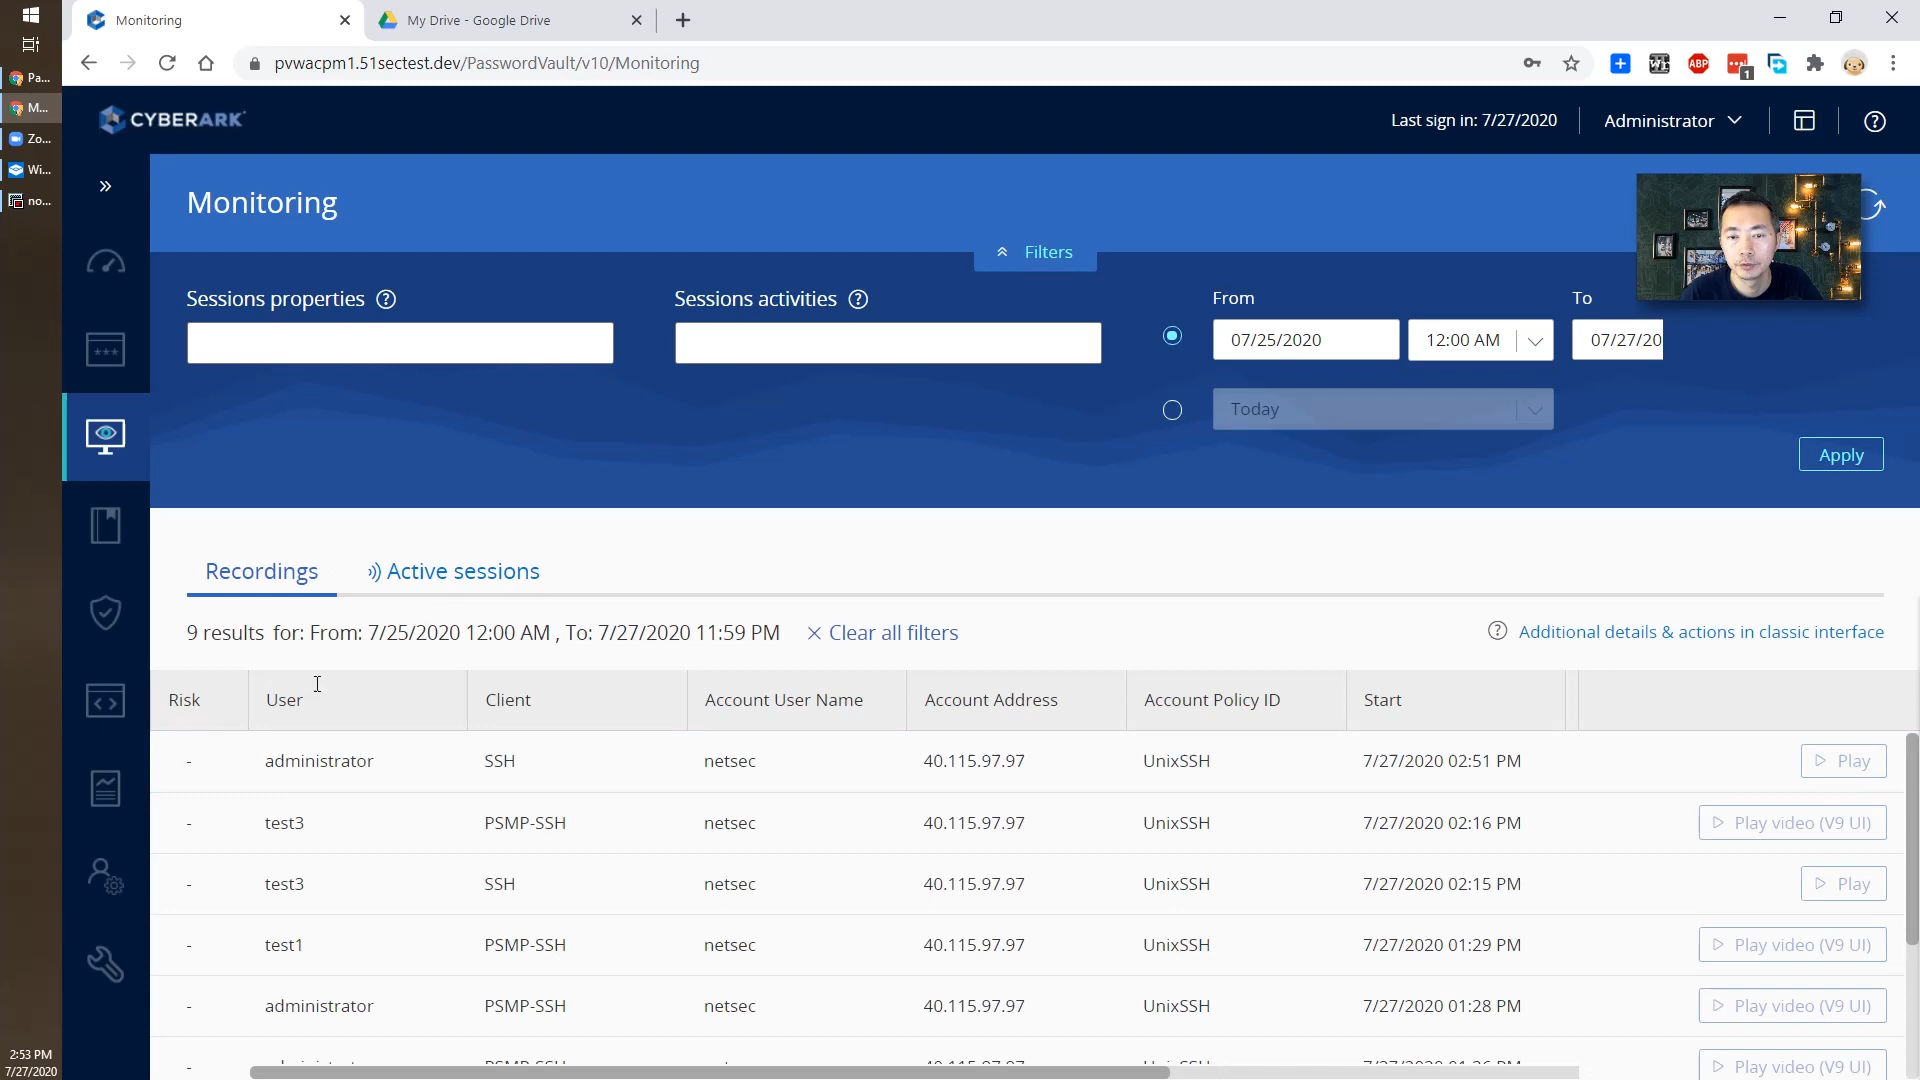 Monitoring
My Drive - Google Drive
Pa...
pvwacpm1.51sectest.dev/PasswordVault/v10/Monitoring
ABP
1
M...
Zo...
Wi...
no...
CYBERARK
Last sign in: 7/27/2020
Administrator
Monitoring
Filters
Sessions properties
Sessions activities
From
To
07/25/2020
12:00 AM
07/27/20
Today
Apply
Recordings
Active sessions
9 results for: From: 7/25/2020 12:00 AM , To: 7/27/2020 11:59 PM
Clear all filters
Additional details & actions in classic interface
Risk User Client Account User Name Account Address Account Policy ID Start
- administrator SSH netsec 40.115.97.97 UnixSSH 7/27/2020 02:51 PM Play
- test3 PSMP-SSH netsec 40.115.97.97 UnixSSH 7/27/2020 02:16 PM Play video (V9 UI)
- test3 SSH netsec 40.115.97.97 UnixSSH 7/27/2020 02:15 PM Play
- test1 PSMP-SSH netsec 40.115.97.97 UnixSSH 7/27/2020 01:29 PM Play video (V9 UI)
- administrator PSMP-SSH netsec 40.115.97.97 UnixSSH 7/27/2020 01:28 PM Play video (V9 UI)
- Play video (V9 UI)
2:53 PM
7/27/2020